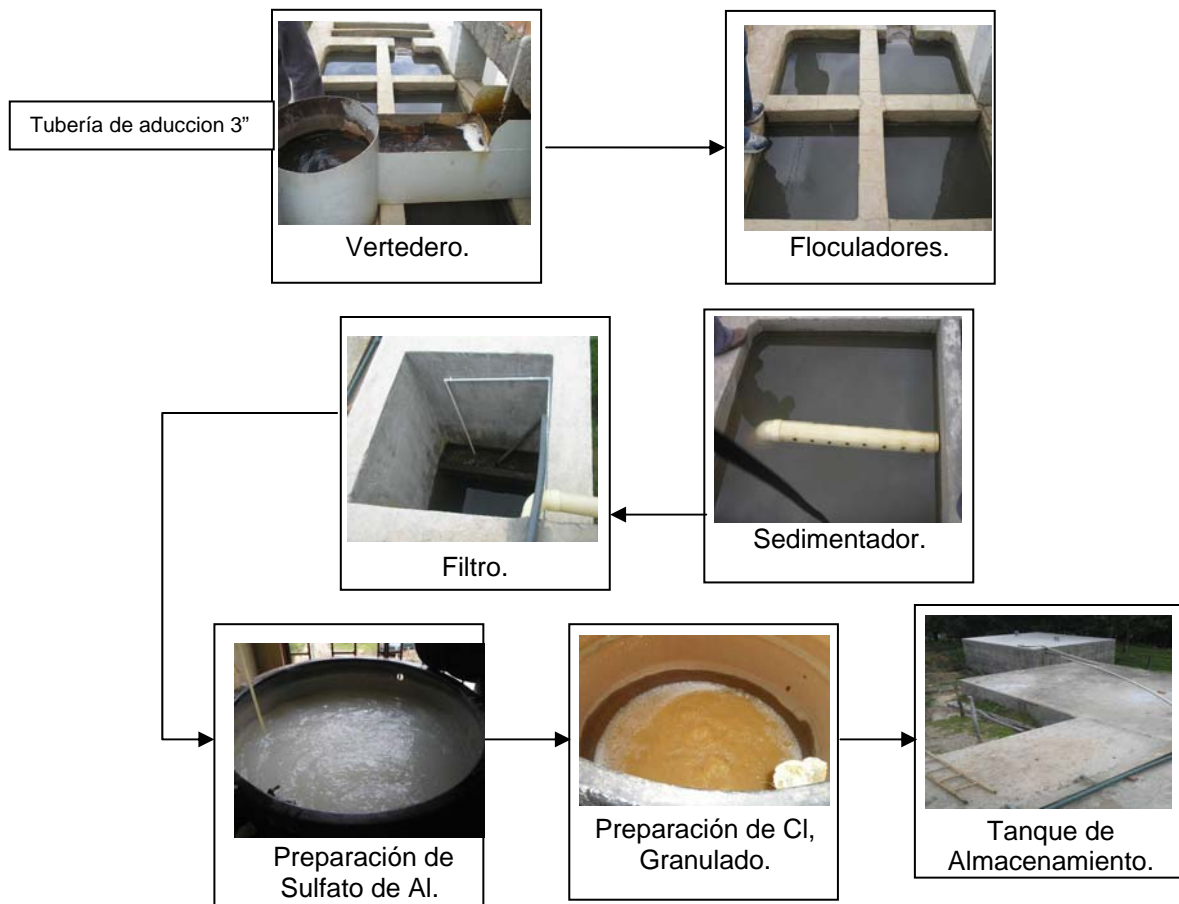 Tubería de aduccion 3”
Vertedero.
Floculadores.
Filtro.
Sedimentador.
Preparación de
Sulfato de Al.
Preparación de Cl,
Granulado.
Tanque de
Almacenamiento.